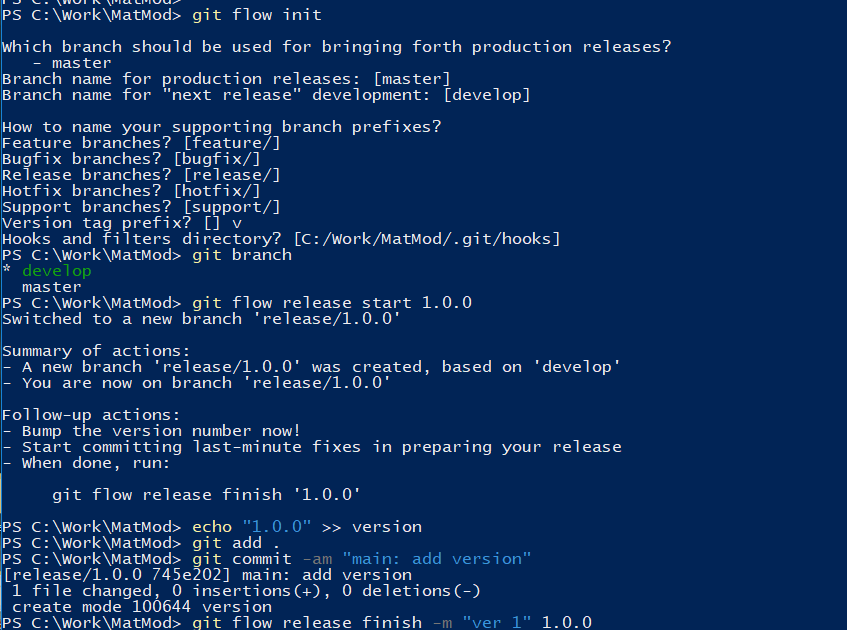 PS C:\Work\MatMod>
PS C:\Work\MatMod> git flow init
Which branch should be used for bringing forth production releases?
   - master
Branch name for production releases: [master]
Branch name for "next release" development: [develop]
How to name your supporting branch prefixes?
Feature branches? [feature/]
Bugfix branches? [bugfix/]
Release branches? [release/]
Hotfix branches? [hotfix/]
Support branches? [support/]
Version tag prefix? [] v
Hooks and filters directory? [C:/Work/MatMod/.git/hooks]
PS C:\Work\MatMod> git branch
* develop
  master
PS C:\Work\MatMod> git flow release start 1.0.0
Switched to a new branch 'release/1.0.0'
Summary of actions:
- A new branch 'release/1.0.0' was created, based on 'develop'
- You are now on branch 'release/1.0.0'
Follow-up actions:
- Bump the version number now!
- Start committing last-minute fixes in preparing your release
- When done, run:
     git flow release finish '1.0.0'
PS C:\Work\MatMod> echo "1.0.0" >> version
PS C:\Work\MatMod> git add .
PS C:\Work\MatMod> git commit -am "main: add version"
[release/1.0.0 745e202] main: add version
 1 file changed, 0 insertions(+), 0 deletions(-)
 create mode 100644 version
PS C:\Work\MatMod> git flow release finish -m "ver 1" 1.0.0